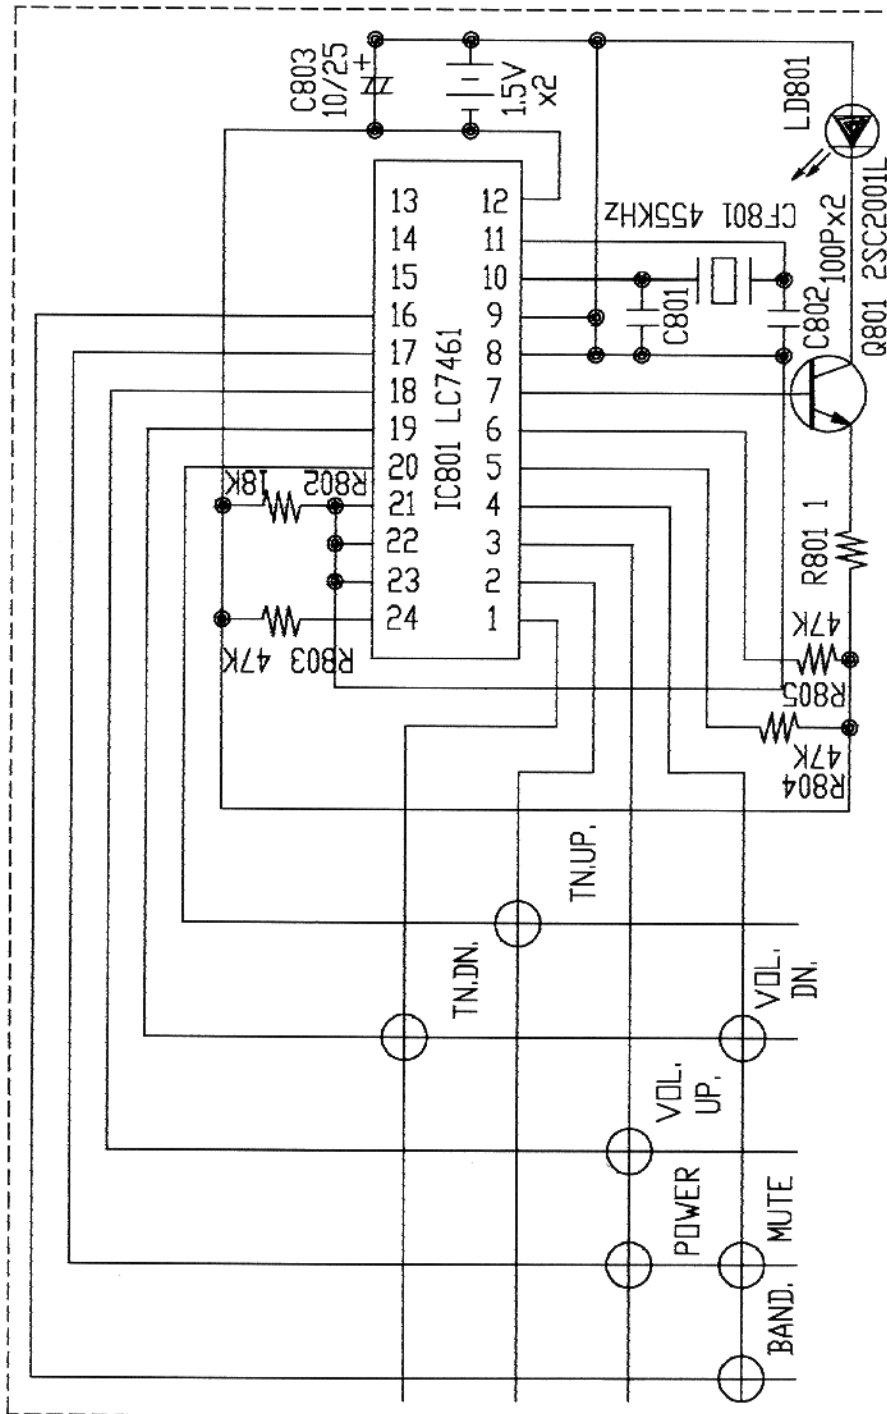 C803
10/25
+
1.5V
x2
LD801
13 12
14 11
15 10
16 9
17 8
18 7
19 6
20 5
21 4
22 3
23 2
24 1
IC801 LC7461
CF801 455KHz
100Px2
C801
C802
Q801 2SC2001L
18K
R802
47K
R803
R801 1
47K
R805
47K
R804
TN.UP.
TN.DN.
VOL.
DN.
VOL.
UP.
POWER
MUTE
BAND.